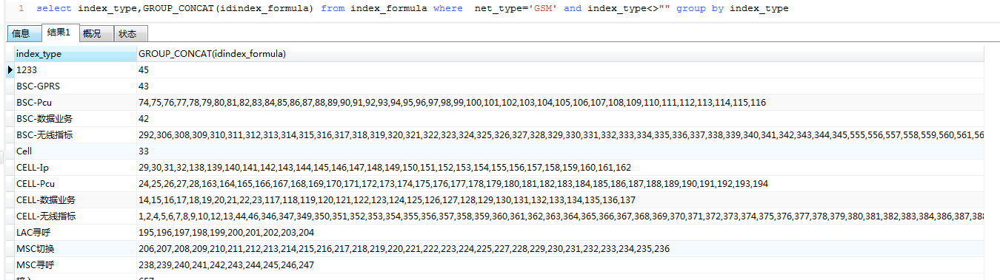 1 select index_type,GROUP_CONCAT(idindex_formula) from index_formula where  net_type='GSM' and index_type<>"" group by index_type
信息 结果1 概况 状态
index_type GROUP_CONCAT(idindex_formula)
1233 45
BSC-GPRS 43
BSC-Pcu 74,75,76,77,78,79,80,81,82,83,84,85,86,87,88,89,90,91,92,93,94,95,96,97,98,99,100,101,102,103,104,105,106,107,108,109,110,111,112,113,114,115,116
BSC-数据业务 42
BSC-无线指标 292,306,308,309,310,311,312,313,314,315,316,317,318,319,320,321,322,323,324,325,326,327,328,329,330,331,332,333,334,335,336,337,338,339,340,341,342,343,344,345,555,556,557,558,559,560,561,56
Cell 33
CELL-Ip 29,30,31,32,138,139,140,141,142,143,144,145,146,147,148,149,150,151,152,153,154,155,156,157,158,159,160,161,162
CELL-Pcu 24,25,26,27,28,163,164,165,166,167,168,169,170,171,172,173,174,175,176,177,178,179,180,181,182,183,184,185,186,187,188,189,190,191,192,193,194
CELL-数据业务 14,15,16,17,18,19,20,21,22,23,117,118,119,120,121,122,123,124,125,126,127,128,129,130,131,132,133,134,135,136,137
CELL-无线指标 1,2,4,5,6,7,8,9,10,12,13,44,46,346,347,349,350,351,352,353,354,355,356,357,358,359,360,361,362,363,364,365,366,367,368,369,370,371,372,373,374,375,376,377,378,379,380,381,382,383,384,386,387,388
LAC寻呼 195,196,197,198,199,200,201,202,203,204
MSC切换 206,207,208,209,210,211,212,213,214,215,216,217,218,219,220,221,222,223,224,225,227,228,229,230,231,232,233,234,235,236
MSC寻呼 238,239,240,241,242,243,244,245,246,247